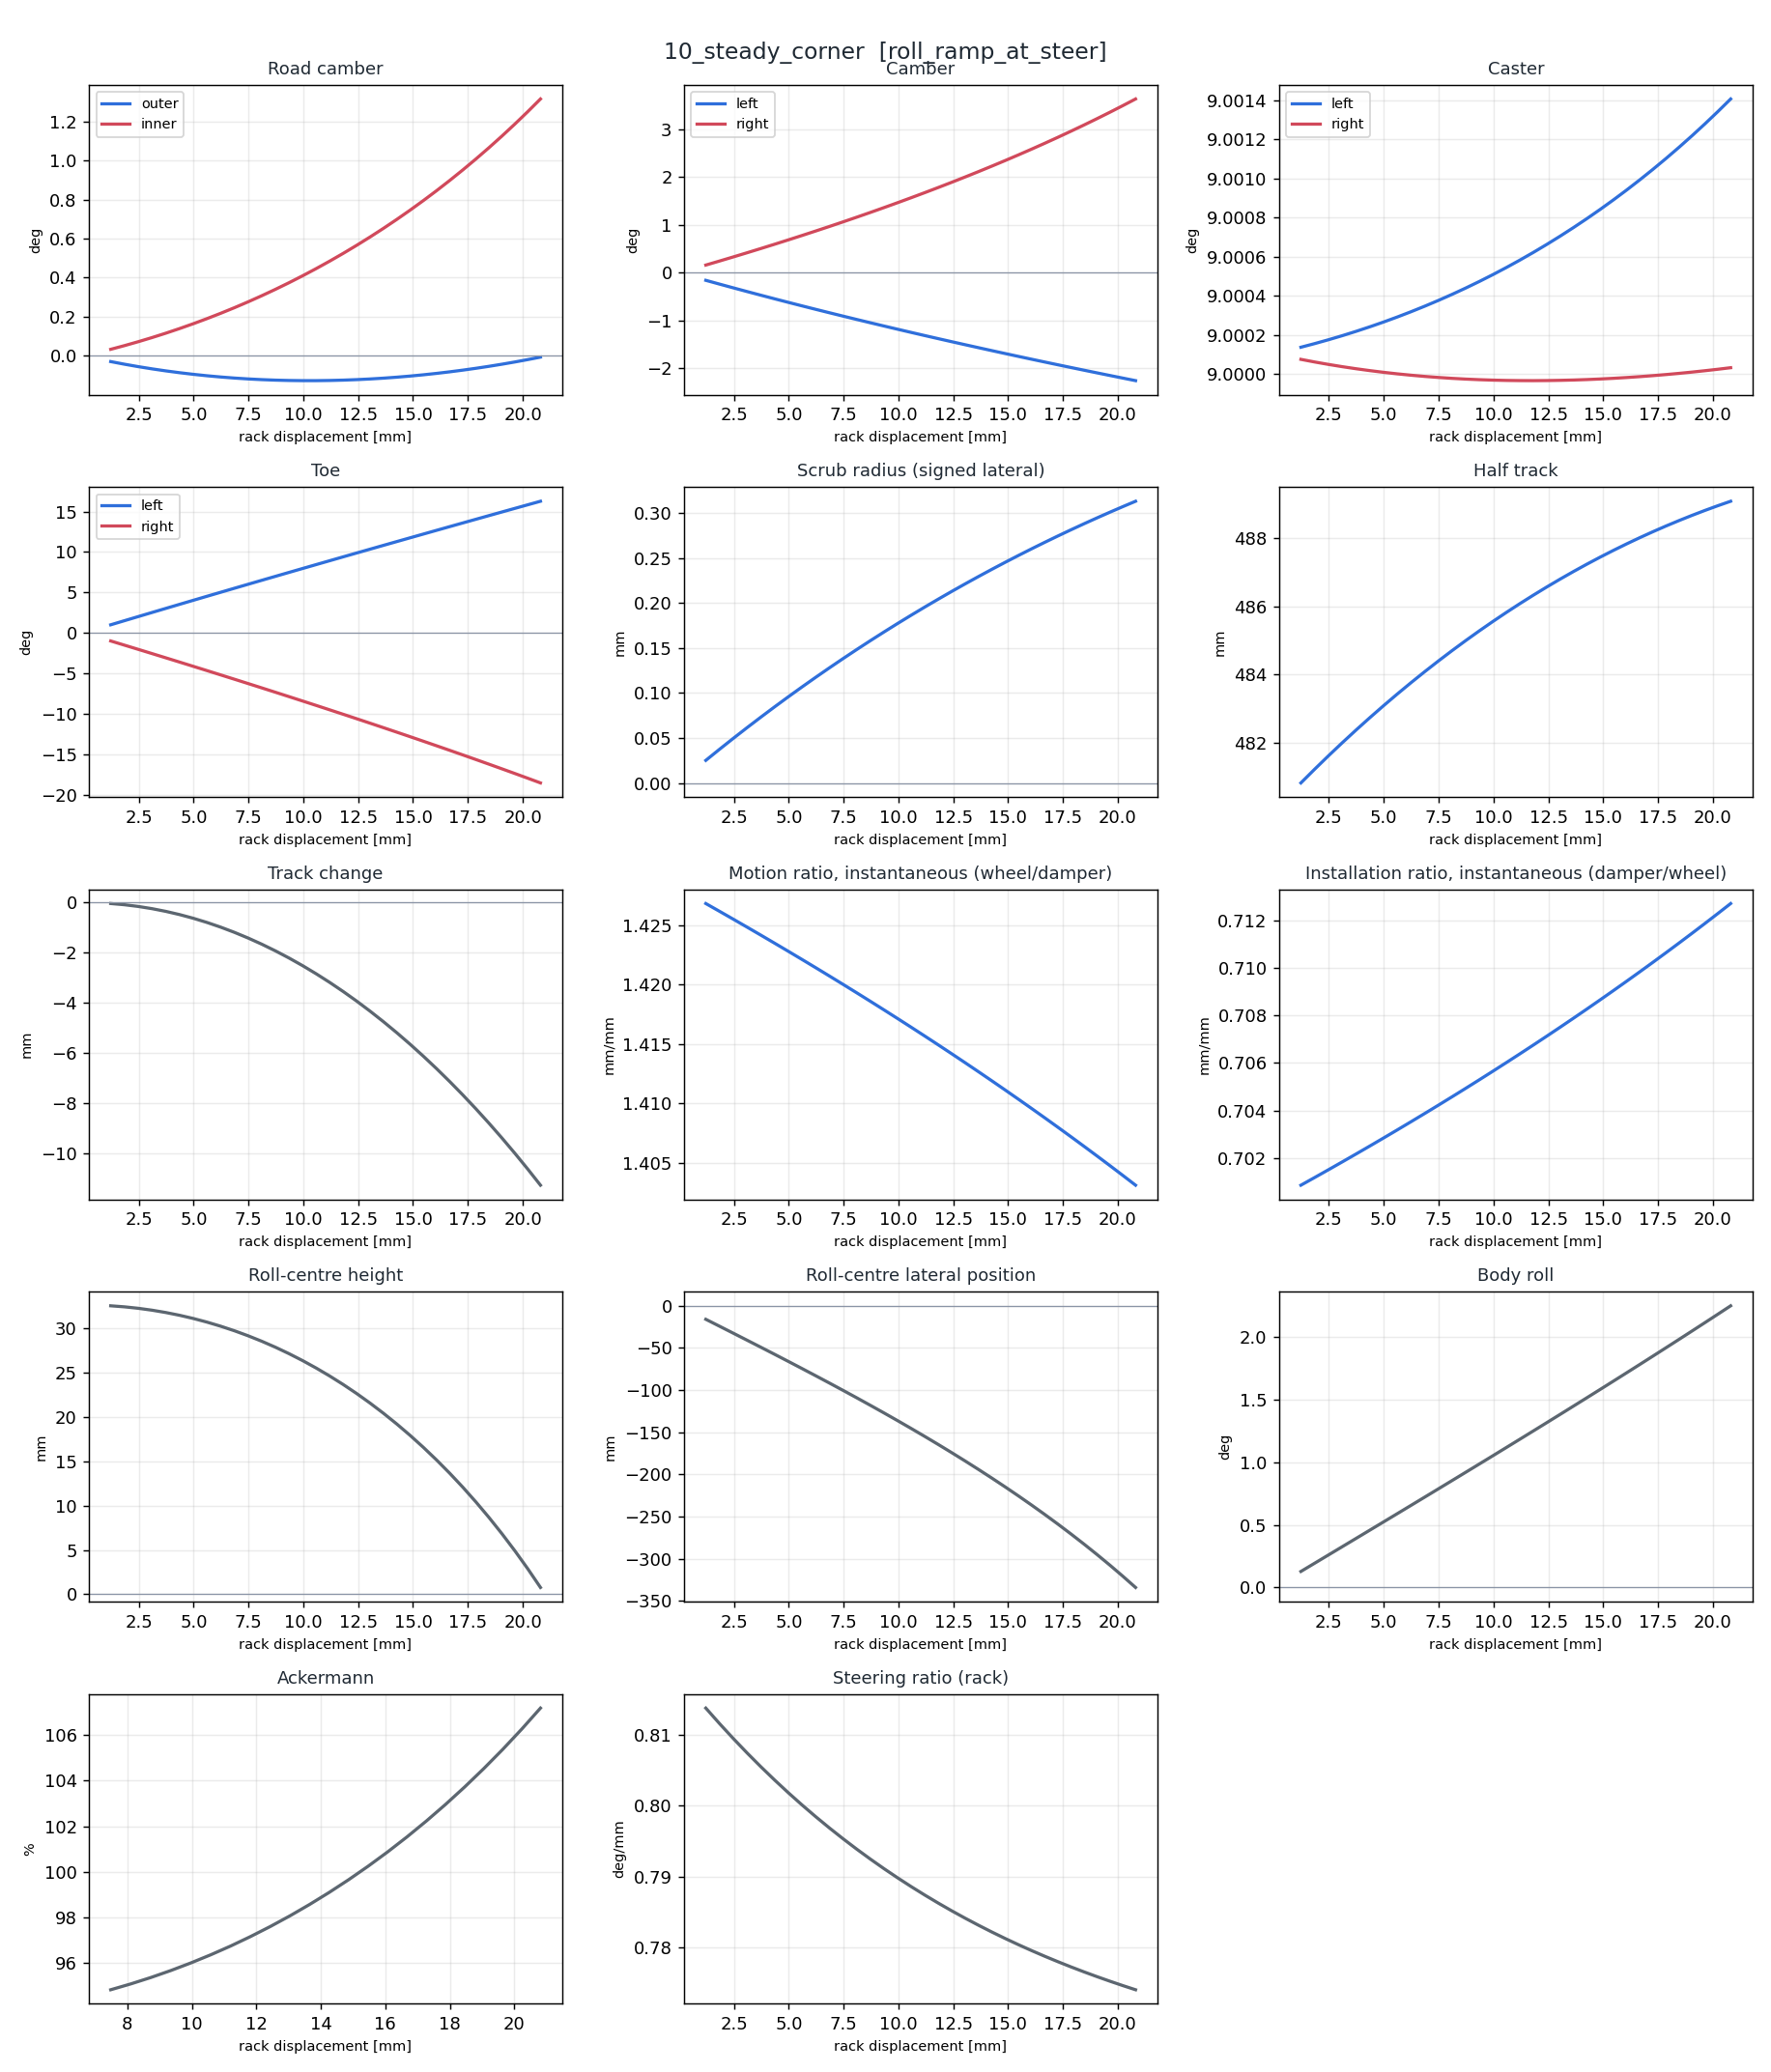 10_steady_corner  [roll_ramp_at_steer]
Road camber
deg
1.2
1.0
0.8
0.6
0.4
0.2
0.0
outer
inner
2.5 5.0 7.5 10.0 12.5 15.0 17.5 20.0
rack displacement [mm]
Camber
deg
3
2
1
0
−1
−2
left
right
2.5 5.0 7.5 10.0 12.5 15.0 17.5 20.0
rack displacement [mm]
Caster
deg
9.0014
9.0012
9.0010
9.0008
9.0006
9.0004
9.0002
9.0000
left
right
2.5 5.0 7.5 10.0 12.5 15.0 17.5 20.0
rack displacement [mm]
Toe
deg
15
10
5
0
−5
−10
−15
−20
left
right
2.5 5.0 7.5 10.0 12.5 15.0 17.5 20.0
rack displacement [mm]
Scrub radius (signed lateral)
mm
0.30
0.25
0.20
0.15
0.10
0.05
0.00
2.5 5.0 7.5 10.0 12.5 15.0 17.5 20.0
rack displacement [mm]
Half track
mm
488
486
484
482
2.5 5.0 7.5 10.0 12.5 15.0 17.5 20.0
rack displacement [mm]
Track change
mm
0
−2
−4
−6
−8
−10
2.5 5.0 7.5 10.0 12.5 15.0 17.5 20.0
rack displacement [mm]
Motion ratio, instantaneous (wheel/damper)
mm/mm
1.425
1.420
1.415
1.410
1.405
2.5 5.0 7.5 10.0 12.5 15.0 17.5 20.0
rack displacement [mm]
Installation ratio, instantaneous (damper/wheel)
mm/mm
0.712
0.710
0.708
0.706
0.704
0.702
2.5 5.0 7.5 10.0 12.5 15.0 17.5 20.0
rack displacement [mm]
Roll-centre height
mm
30
25
20
15
10
5
0
2.5 5.0 7.5 10.0 12.5 15.0 17.5 20.0
rack displacement [mm]
Roll-centre lateral position
mm
0
−50
−100
−150
−200
−250
−300
−350
2.5 5.0 7.5 10.0 12.5 15.0 17.5 20.0
rack displacement [mm]
Body roll
deg
2.0
1.5
1.0
0.5
0.0
2.5 5.0 7.5 10.0 12.5 15.0 17.5 20.0
rack displacement [mm]
Ackermann
%
106
104
102
100
98
96
8 10 12 14 16 18 20
rack displacement [mm]
Steering ratio (rack)
deg/mm
0.81
0.80
0.79
0.78
2.5 5.0 7.5 10.0 12.5 15.0 17.5 20.0
rack displacement [mm]